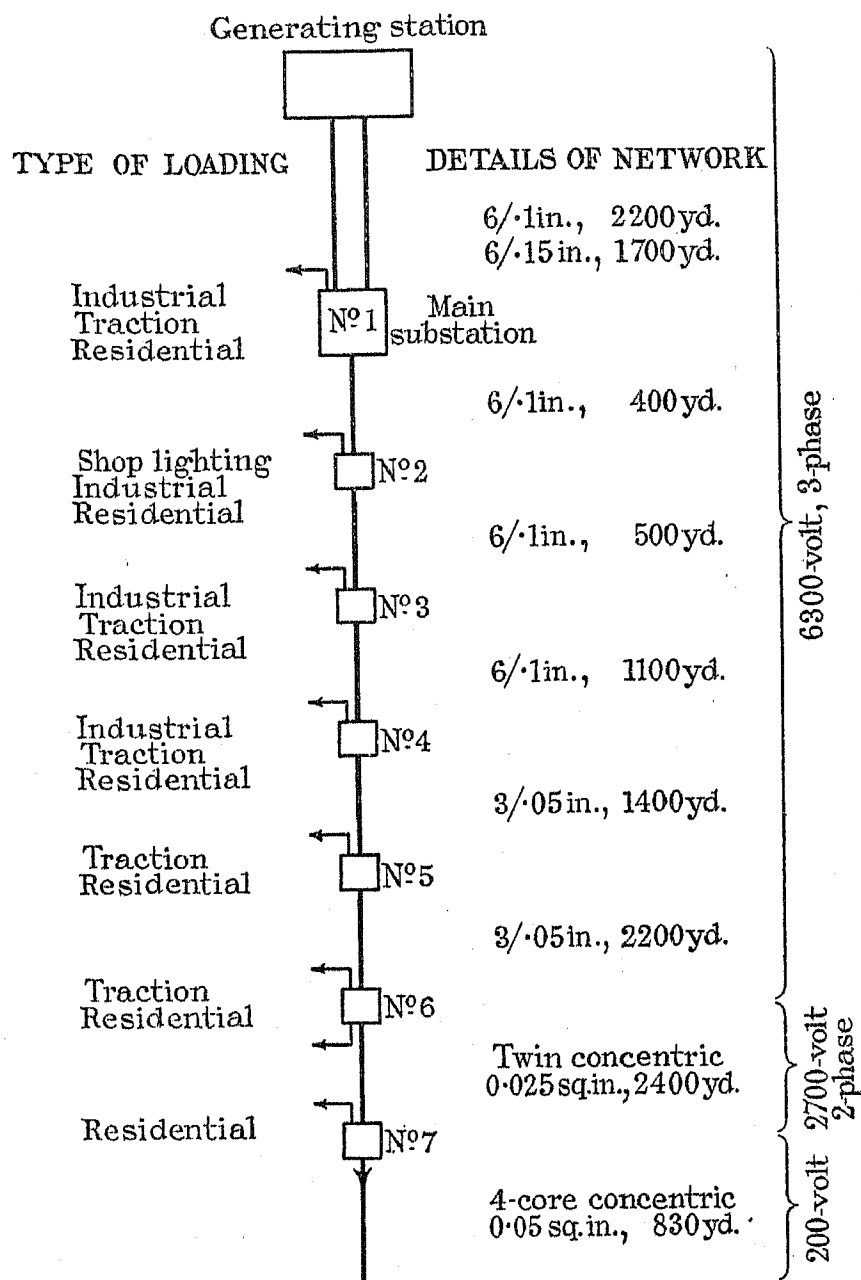 Generating station
TYPE OF LOADING
DETAILS OF NETWORK
6/·1in., 2200yd.
6/·15in., 1700yd.
Industrial
Traction
Residential
Nº1
Main
substation
6/·1in., 400yd.
Shop lighting
Industrial
Residential
Nº2
6/·1in., 500yd.
Industrial
Traction
Residential
Nº3
6/·1in., 1100yd.
Industrial
Traction
Residential
Nº4
3/·05in., 1400yd.
Traction
Residential
Nº5
3/·05in., 2200yd.
Traction
Residential
Nº6
Twin concentric
0·025sq.in., 2400yd.
Residential
Nº7
4-core concentric
0·05sq.in., 830yd.
6300-volt, 3-phase
2700-volt
2-phase
200-volt